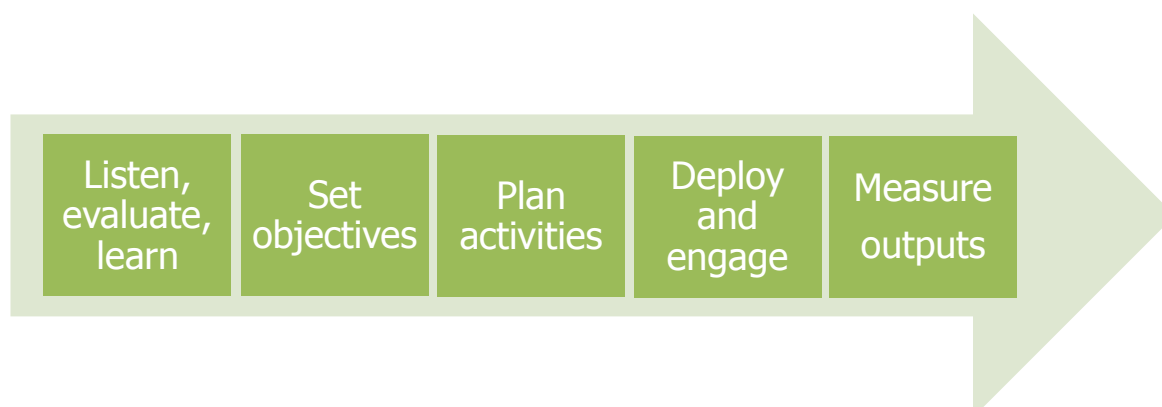 Listen,
evaluate,
learn
Set
objectives
Plan
activities
Deploy
and
engage
Measure
outputs